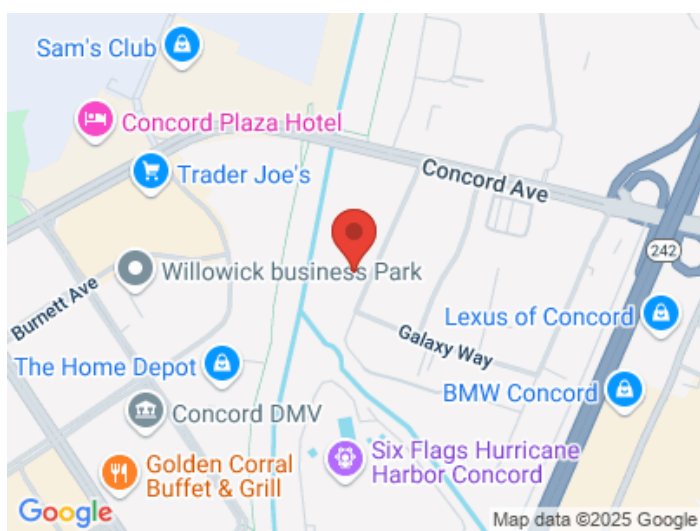 Sam's Club
Concord Plaza Hotel
Trader Joe's
Concord Ave
242
Willowick business Park
Burnett Ave
Lexus of Concord
Galaxy Way
The Home Depot
BMW Concord
Concord DMV
Six Flags Hurricane
Harbor Concord
Golden Corral
Buffet & Grill
Google
Map data ©2025 Google